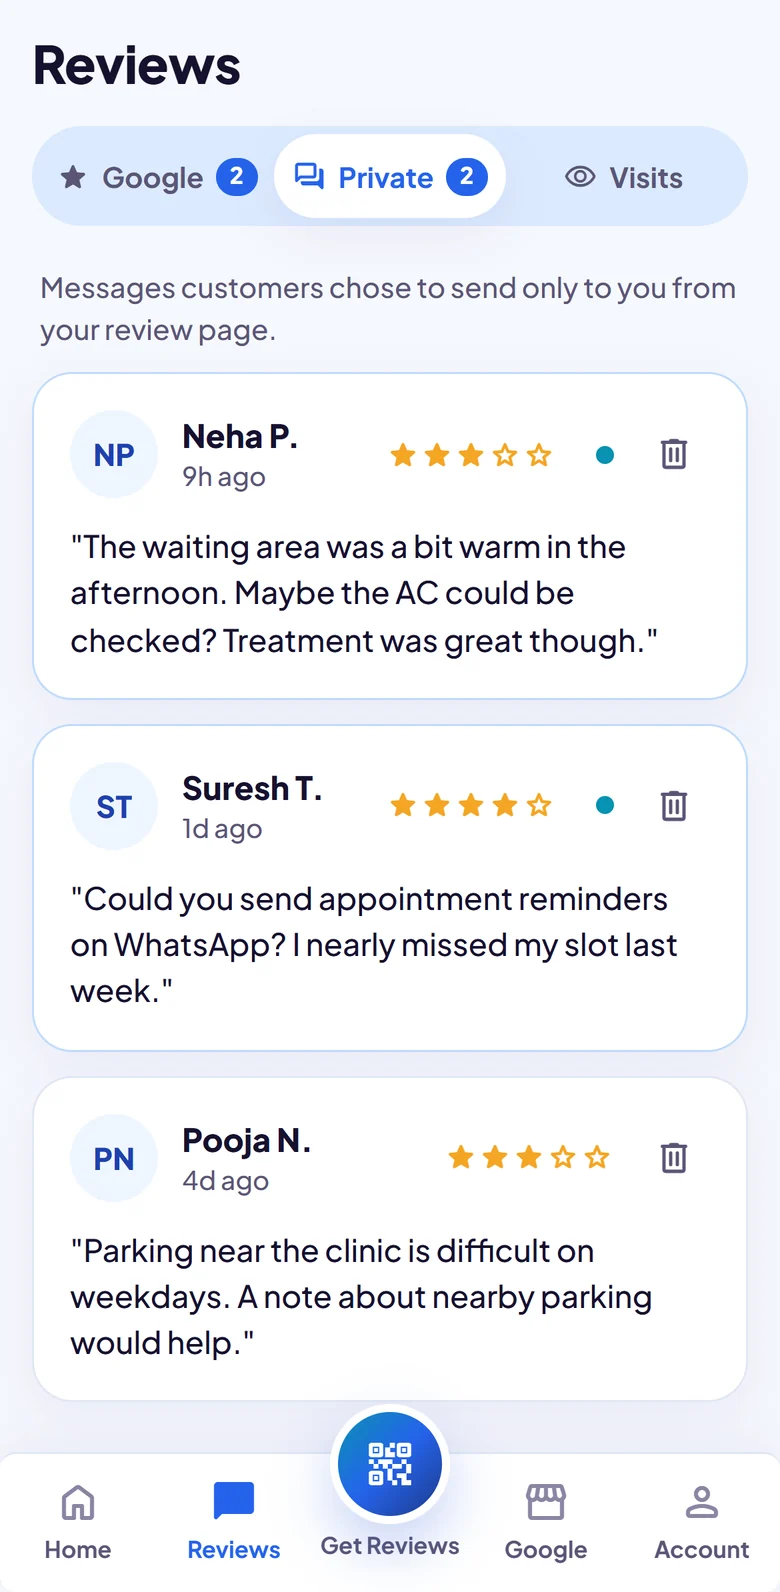 Reviews
Google 2 Private 2 Visits
Messages customers chose to send only to you from
your review page.
NP Neha P.
9h ago
"The waiting area was a bit warm in the
afternoon. Maybe the AC could be
checked? Treatment was great though."
ST Suresh T.
1d ago
"Could you send appointment reminders
on WhatsApp? I nearly missed my slot last
week."
PN Pooja N.
4d ago
"Parking near the clinic is difficult on
weekdays. A note about nearby parking
would help."
Home Reviews Get Reviews Google Account